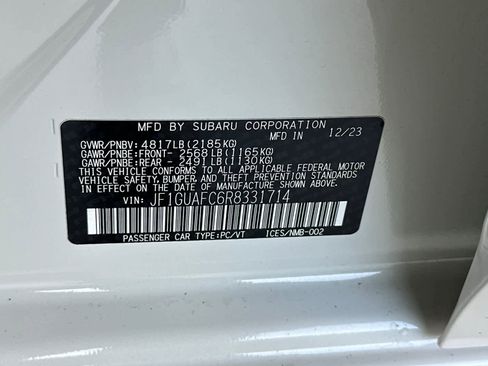 MFD BY SUBARU CORPORATION
MFD IN 12/23
GVWR/PNBV: 4817LB(2185KG)
GAWR/PNBE:FRONT- 2568LB(1165KG)
GAWR/PNBE:REAR - 2491LB(1130KG)
THIS VEHICLE CONFORMS TO ALL APPLICABLE FEDERAL MOTOR
VEHICLE SAFETY, BUMPER, AND THEFT PREVENTION STANDARDS
IN EFFECT ON THE DATE OF MANUFACTURE SHOWN ABOVE.
VIN: JF1GUAFC6R8331714
PASSENGER CAR TYPE:PC/VT ICES/NMB-002